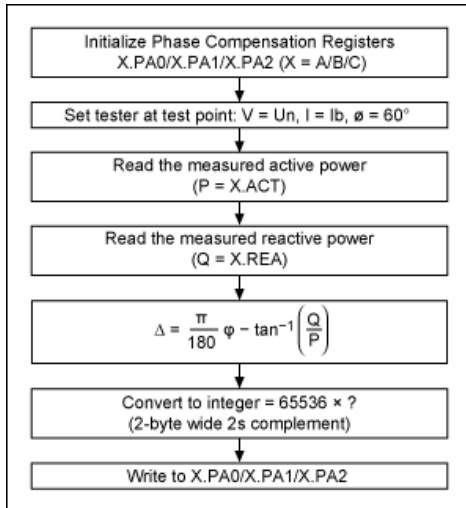 Initialize Phase Compensation Registers
X.PA0/X.PA1/X.PA2 (X = A/B/C)
Set tester at test point: V = Un, I = Ib, ø = 60°
Read the measured active power
(P = X.ACT)
Read the measured reactive power
(Q = X.REA)
Δ = π/180 φ − tan⁻¹(Q/P)
Convert to integer = 65536 × ?
(2-byte wide 2s complement)
Write to X.PA0/X.PA1/X.PA2